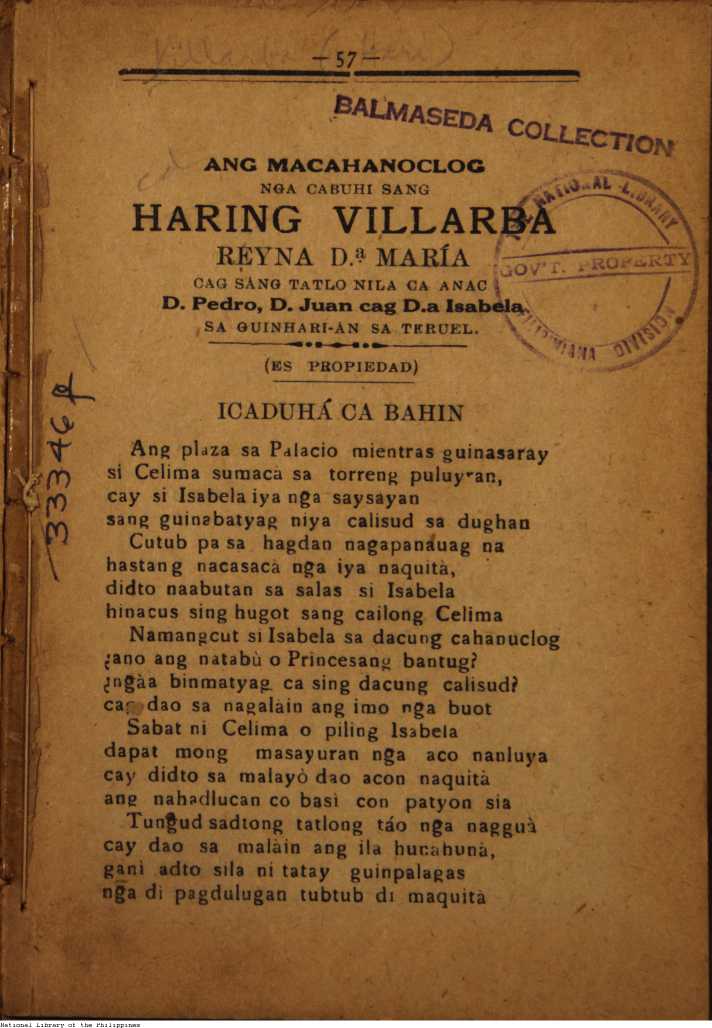 — 57 —
BALMASEDA COLLECTION
ANG MACAHANOCLOG
NGA CABUHI SANG
HARING VILLARBA
REYNA D.ª MARÍA
CAG SANG TATLO NILA CA ANAC
D. Pedro, D. Juan cag D.a Isabela.
SA GUINHARI-AN SA TERUEL.
NATIONAL LIBRARY
GOV'T. PROPERTY
DIVISION
(ES PROPIEDAD)
33346
ICADUHÁ CA BAHIN
Ang plaza sa Palacio mientras guinasaray
si Celima sumacà sa torreng puluyran,
cay si Isabela iya nga saysayan
sang guinabatyag niya calisud sa dughan
Cutub pa sa hagdan nagapanauag na
hastang nacasacà nga iya naquità,
didto naabutan sa salas si Isabela
hinacus sing hugot sang cailong Celima
Namangcut si Isabela sa dacung cahanuclog
¿ano ang natabù o Princesang bantug?
¿ngàa binmatyag ca sing dacung calisud?
cag dao sa nagalàin ang imo nga buot
Sabat ni Celima o piling Isabela
dapat mong masayuran nga aco nanluya
cay didto sa malayò dao acon naquità
ang nahadlucan co basì con patyon sia
Tungud sadtong tatlong táo nga nagguà
cay dao sa malàin ang ila hunahunà,
ganì adto sila ni tatay guinpalagas
nga di pagdulugan tubtub di maquità
National Library of the Philippines